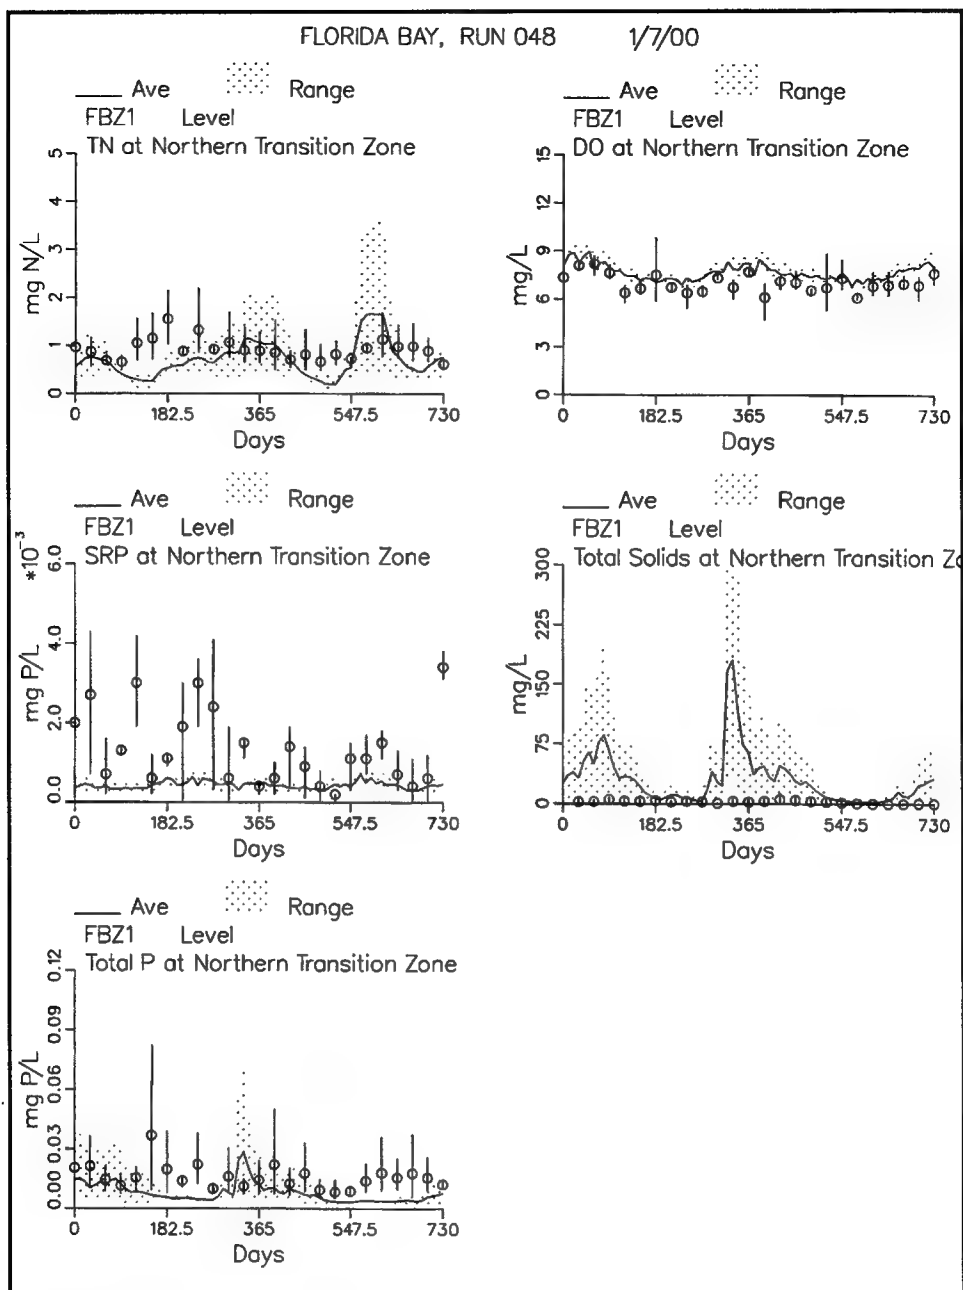 FLORIDA BAY, RUN 048 1/7/00
Ave Range
FBZ1 Level
TN at Northern Transition Zone
mg N/L
5
4
3
2
1
0
0 182.5 365 547.5 730
Days
Ave Range
FBZ1 Level
DO at Northern Transition Zone
mg/L
15
12
9
6
3
0
0 182.5 365 547.5 730
Days
Ave Range
FBZ1 Level
SRP at Northern Transition Zone
*10-3
mg P/L
6.0
4.0
2.0
0.0
0 182.5 365 547.5 730
Days
Ave Range
FBZ1 Level
Total Solids at Northern Transition Zo
mg/L
300
225
150
75
0
0 182.5 365 547.5 730
Days
Ave Range
FBZ1 Level
Total P at Northern Transition Zone
mg P/L
0.12
0.09
0.06
0.03
0.00
0 182.5 365 547.5 730
Days